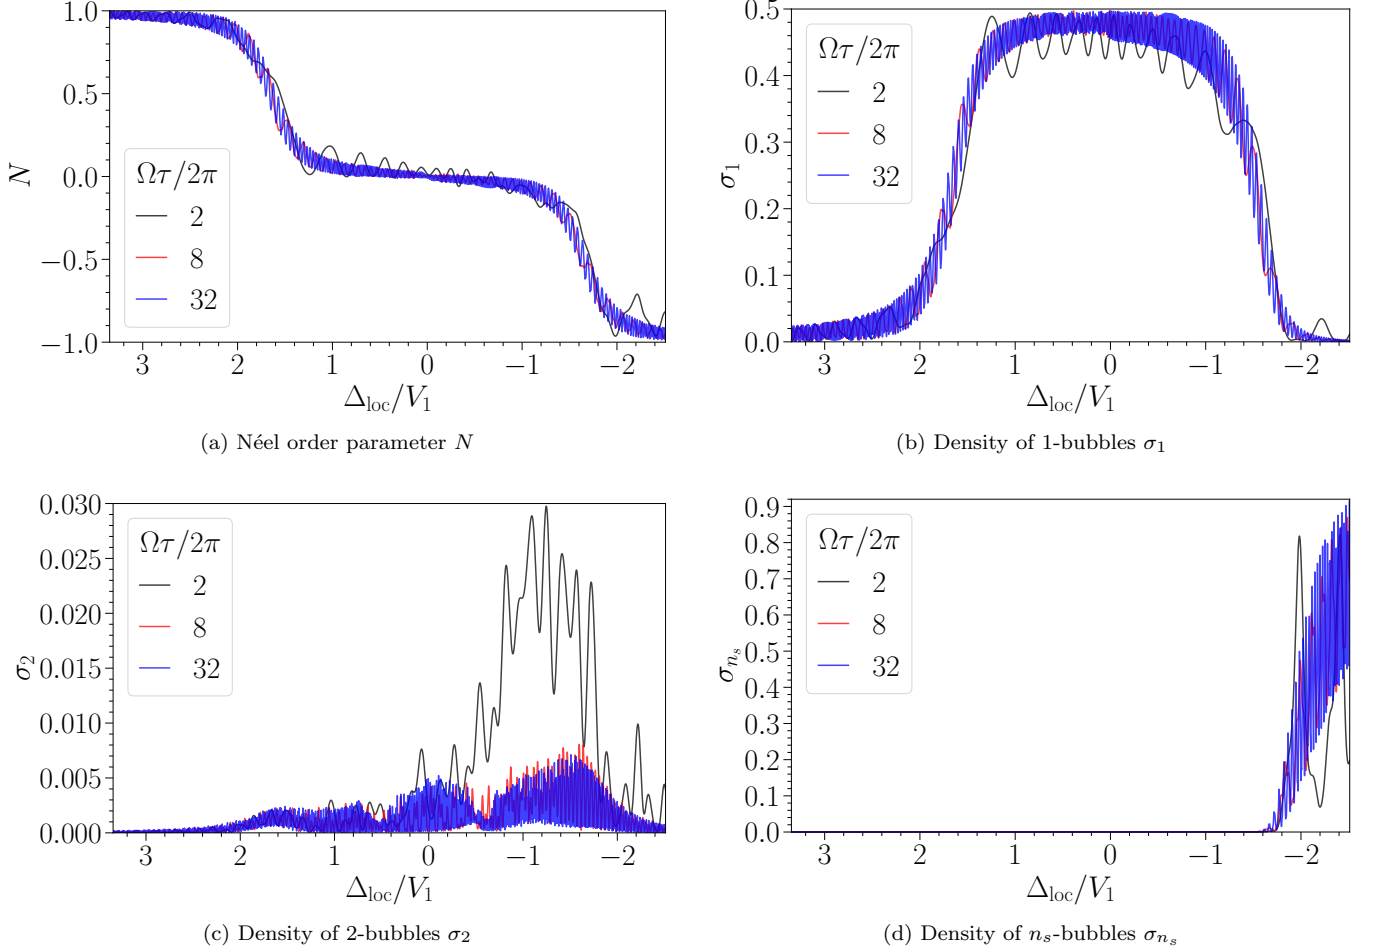 1.0
0.5
0.0
−0.5
−1.0
N
Ωτ/2π
2
8
32
3 2 1 0 −1 −2
Δloc/V1
(a) Néel order parameter N
0.5
0.4
0.3
0.2
0.1
0.0
σ1
Ωτ/2π
2
8
32
3 2 1 0 −1 −2
Δloc/V1
(b) Density of 1-bubbles σ1
0.030
0.025
0.020
0.015
0.010
0.005
0.000
σ2
Ωτ/2π
2
8
32
3 2 1 0 −1 −2
Δloc/V1
(c) Density of 2-bubbles σ2
0.9
0.8
0.7
0.6
0.5
0.4
0.3
0.2
0.1
0.0
σns
Ωτ/2π
2
8
32
3 2 1 0 −1 −2
Δloc/V1
(d) Density of ns-bubbles σns